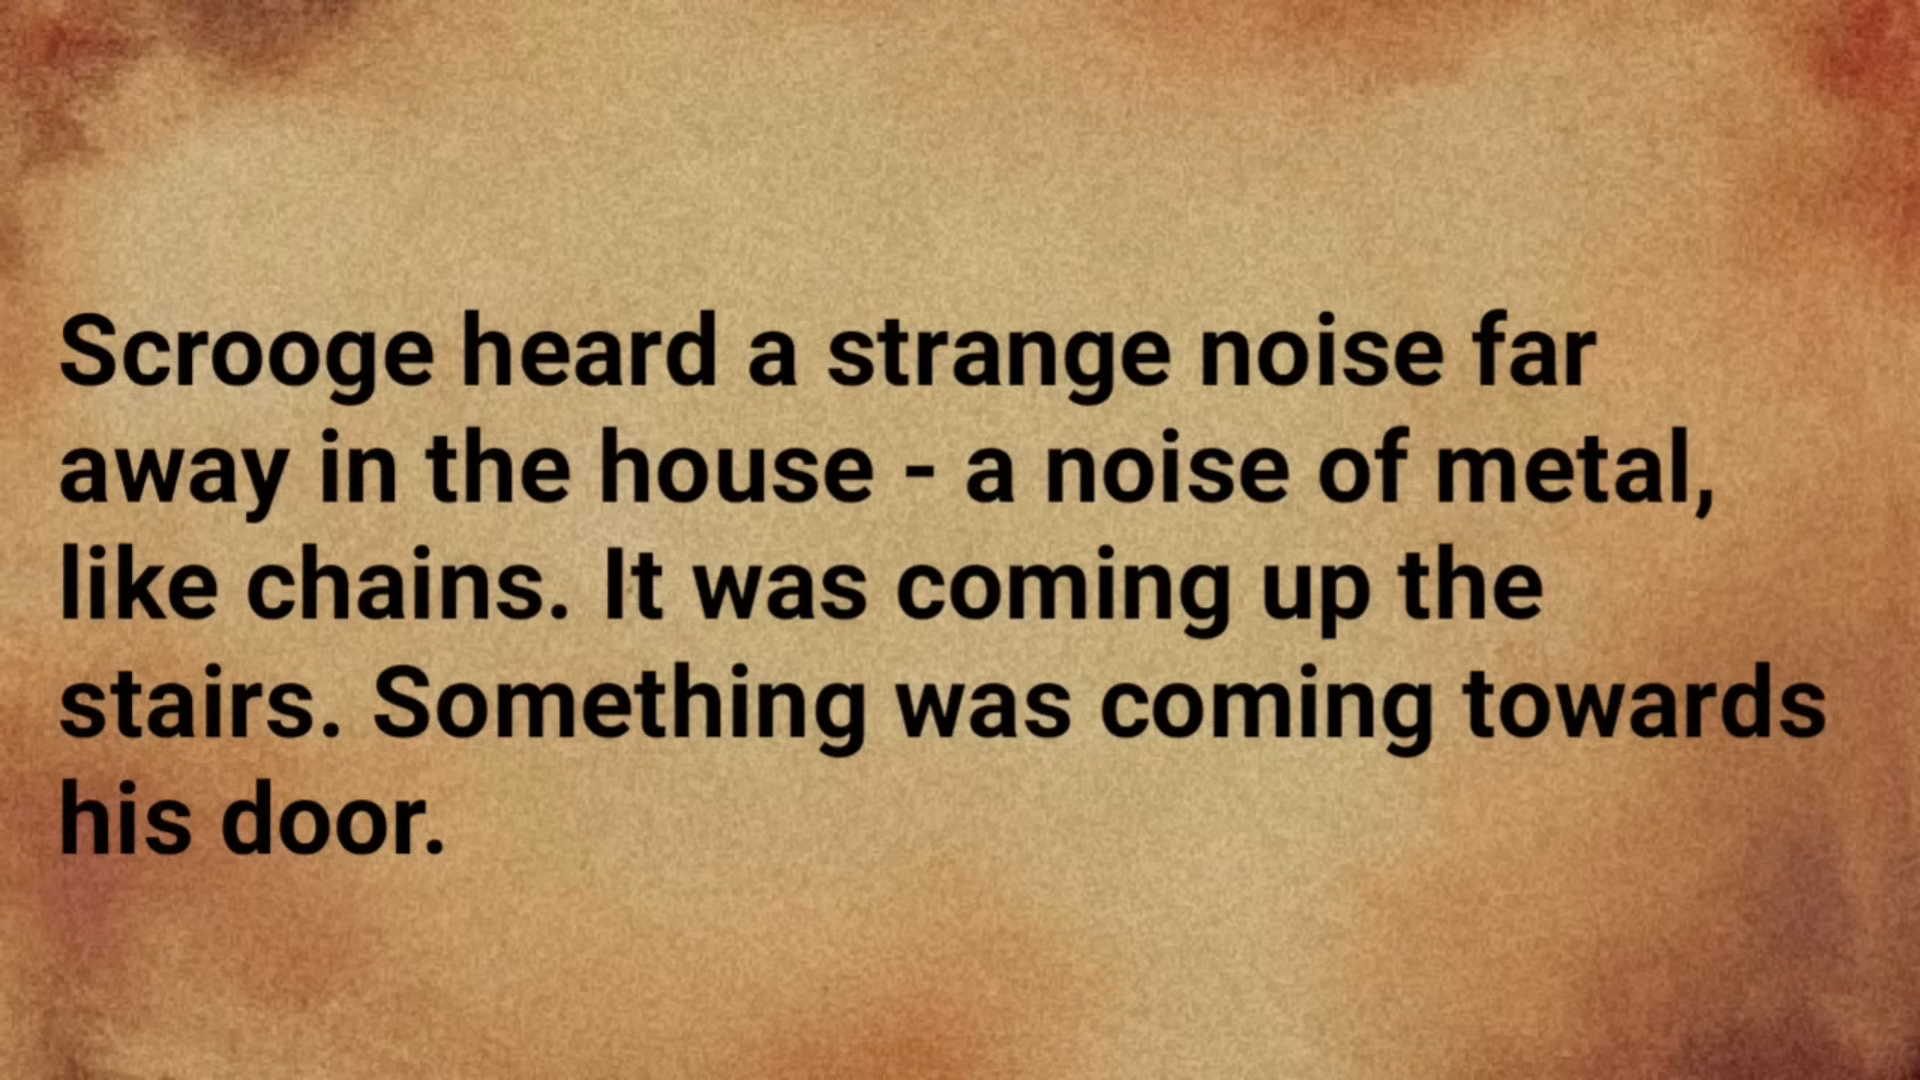 Scrooge heard a strange noise far
away in the house - a noise of metal,
like chains. It was coming up the
stairs. Something was coming towards
his door.